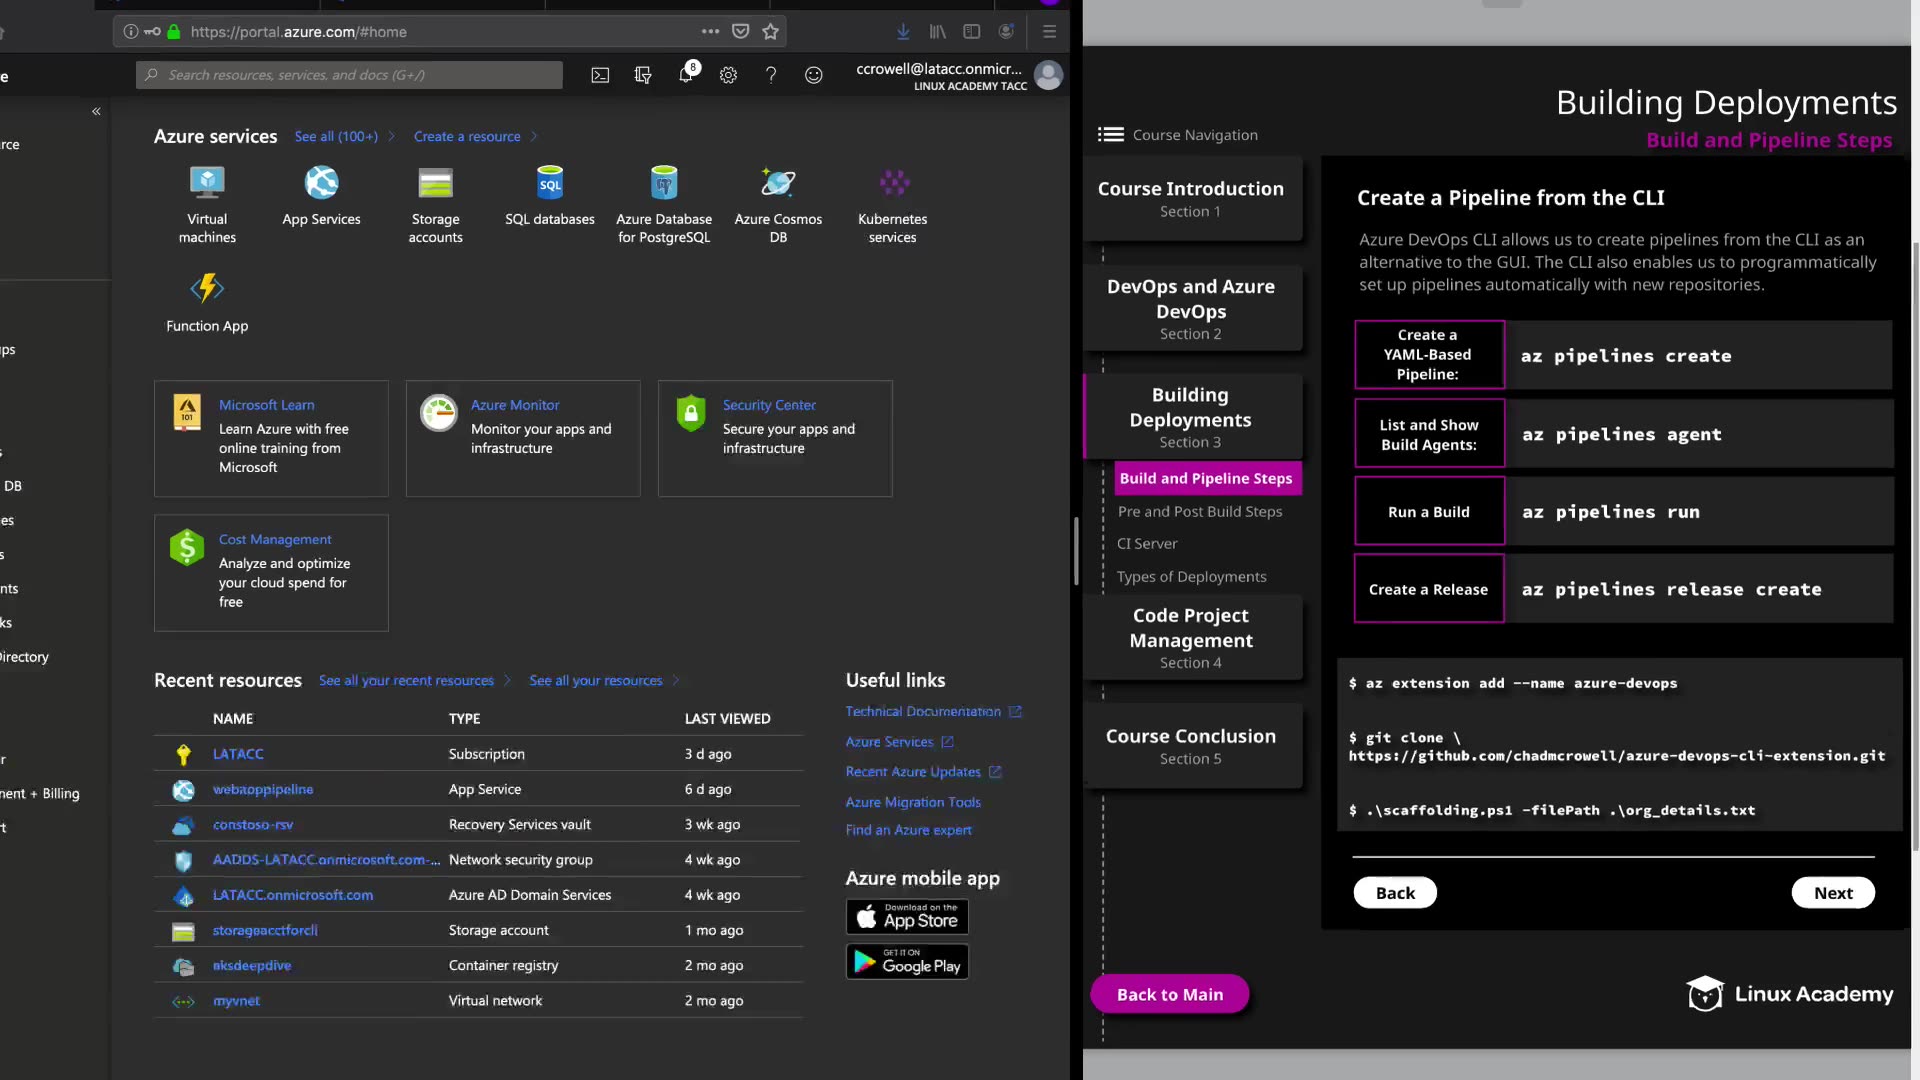 https://portal.azure.com/#home
e
Search resources, services, and docs (G+/)
8
ccrowell@latacc.onmicr...
LINUX ACADEMY TACC
«
rce
ps
s
DB
es
s
nts
ks
Directory
r
nent + Billing
rt
Azure services
See all (100+)
Create a resource
Virtual
machines
App Services
Storage
accounts
SQL
SQL databases
Azure Database
for PostgreSQL
Azure Cosmos
DB
Kubernetes
services
Function App
101
Microsoft Learn
Learn Azure with free
online training from
Microsoft
Azure Monitor
Monitor your apps and
infrastructure
Security Center
Secure your apps and
infrastructure
Cost Management
Analyze and optimize
your cloud spend for
free
Recent resources
See all your recent resources
See all your resources
NAME TYPE LAST VIEWED
LATACC Subscription 3 d ago
webapppipeline App Service 6 d ago
constoso-rsv Recovery Services vault 3 wk ago
AADDS-LATACC.onmicrosoft.com-... Network security group 4 wk ago
LATACC.onmicrosoft.com Azure AD Domain Services 4 wk ago
storageacctforcli Storage account 1 mo ago
aksdeepdive Container registry 2 mo ago
myvnet Virtual network 2 mo ago
Useful links
Technical Documentation
Azure Services
Recent Azure Updates
Azure Migration Tools
Find an Azure expert
Azure mobile app
Download on the
App Store
GET IT ON
Google Play
Building Deployments
Build and Pipeline Steps
Course Navigation
Course Introduction
Section 1
DevOps and Azure
DevOps
Section 2
Building
Deployments
Section 3
Build and Pipeline Steps
Pre and Post Build Steps
CI Server
Types of Deployments
Code Project
Management
Section 4
Course Conclusion
Section 5
Back to Main
Create a Pipeline from the CLI
Azure DevOps CLI allows us to create pipelines from the CLI as an
alternative to the GUI. The CLI also enables us to programmatically
set up pipelines automatically with new repositories.
Create a
YAML-Based
Pipeline:
az pipelines create
List and Show
Build Agents:
az pipelines agent
Run a Build
az pipelines run
Create a Release
az pipelines release create
$ az extension add --name azure-devops
$ git clone \
https://github.com/chadmcrowell/azure-devops-cli-extension.git
$ .\scaffolding.ps1 -filePath .\org_details.txt
Back
Next
Linux Academy